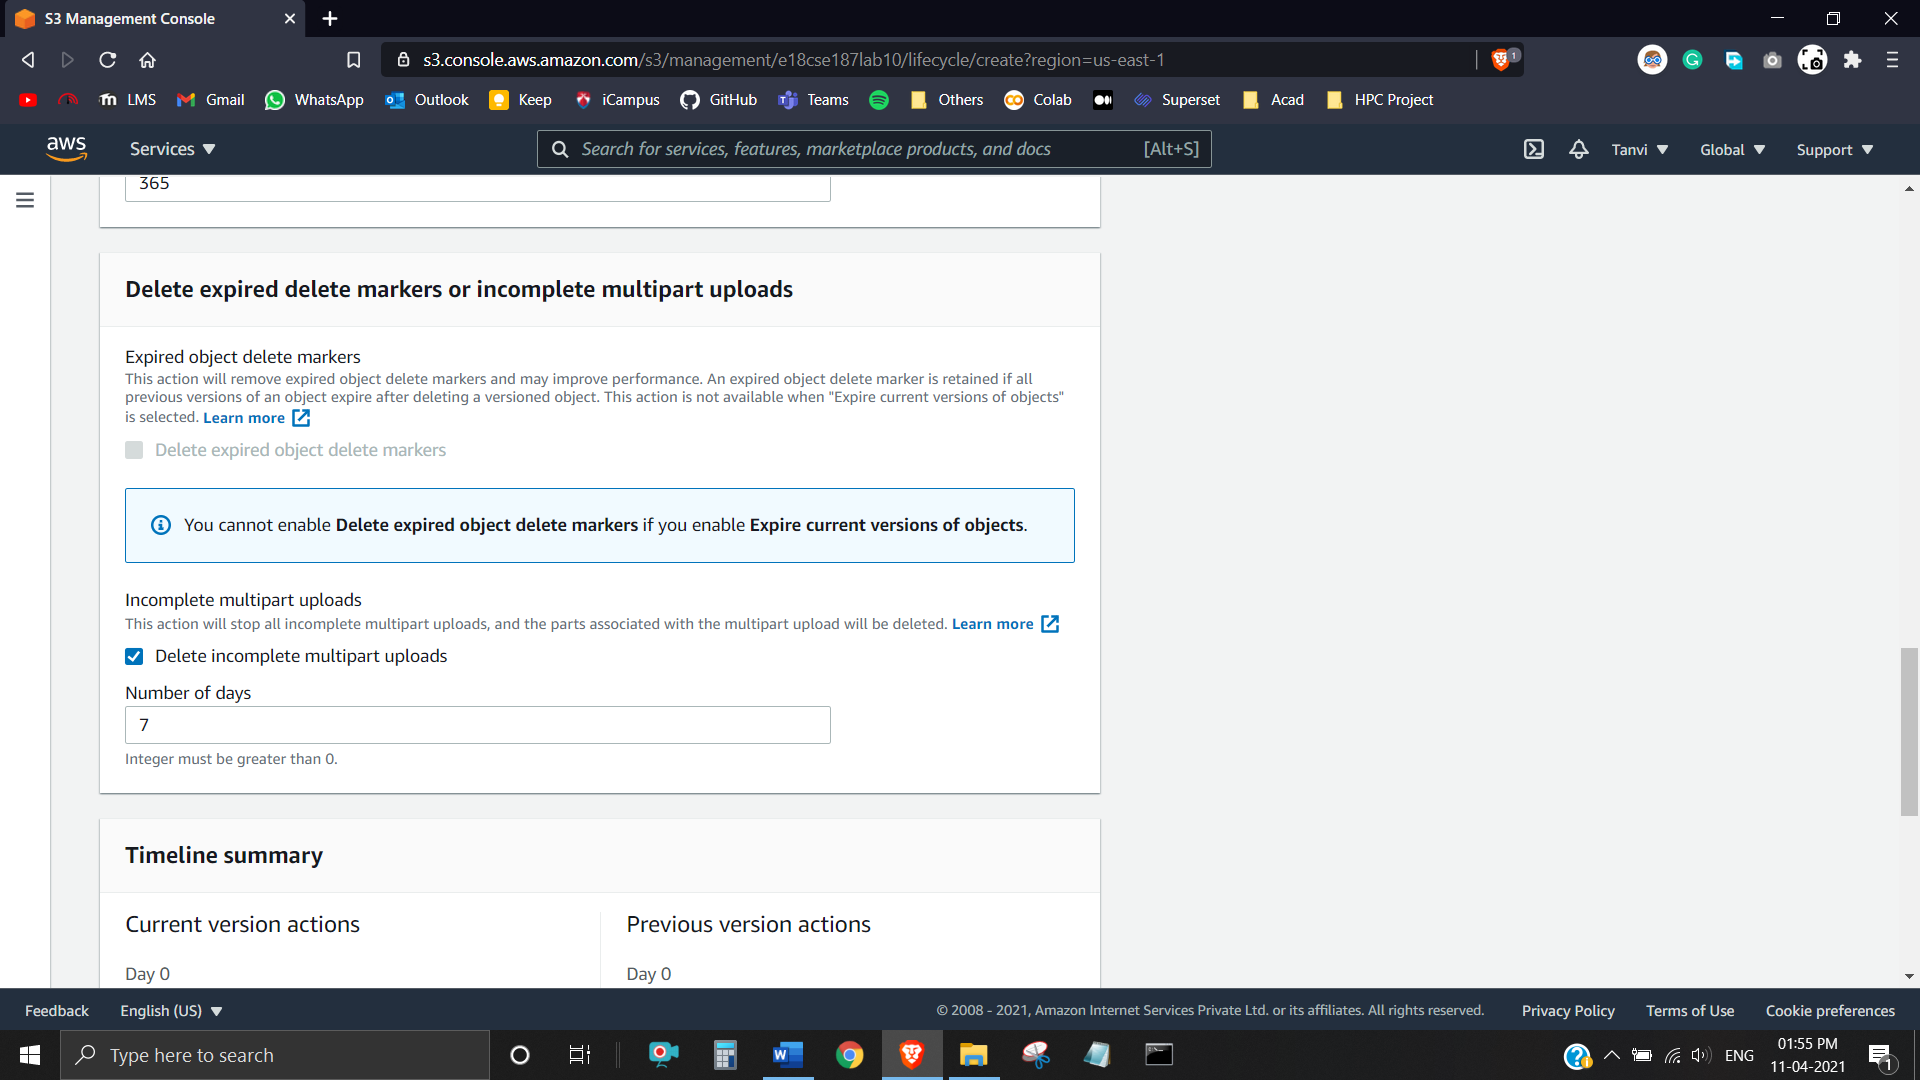 S3 Management Console
s3.console.aws.amazon.com/s3/management/e18cse187lab10/lifecycle/create?region=us-east-1
1
LMS
Gmail
WhatsApp
Outlook
Keep
iCampus
GitHub
Teams
Others
Colab
Superset
Acad
HPC Project
aws
Services
Search for services, features, marketplace products, and docs
[Alt+S]
Tanvi
Global
Support
365
Delete expired delete markers or incomplete multipart uploads
Expired object delete markers
This action will remove expired object delete markers and may improve performance. An expired object delete marker is retained if all
previous versions of an object expire after deleting a versioned object. This action is not available when "Expire current versions of objects"
is selected. Learn more
Delete expired object delete markers
You cannot enable Delete expired object delete markers if you enable Expire current versions of objects.
Incomplete multipart uploads
This action will stop all incomplete multipart uploads, and the parts associated with the multipart upload will be deleted. Learn more
Delete incomplete multipart uploads
Number of days
7
Integer must be greater than 0.
Timeline summary
Current version actions
Previous version actions
Day 0
Day 0
Feedback
English (US)
© 2008 - 2021, Amazon Internet Services Private Ltd. or its affiliates. All rights reserved.
Privacy Policy
Terms of Use
Cookie preferences
Type here to search
ENG
01:55 PM
11-04-2021
1